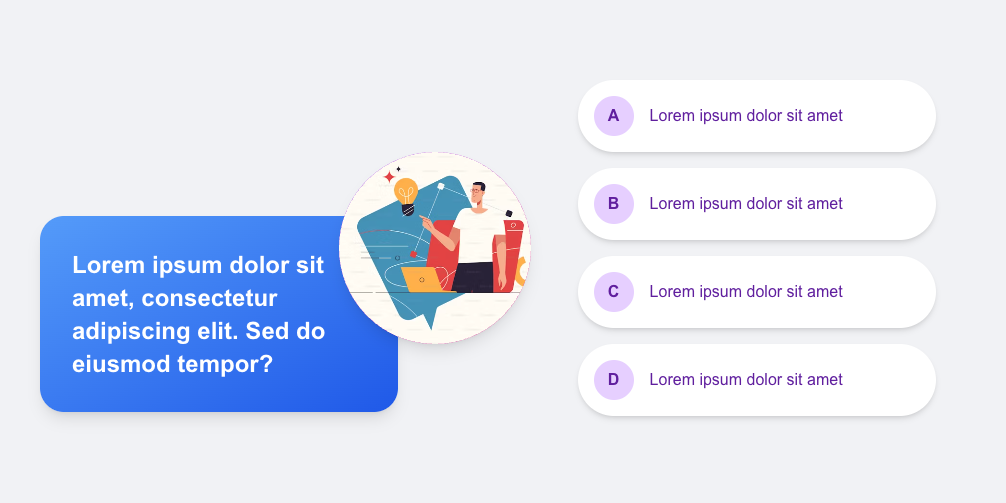 Lorem ipsum dolor sit
amet, consectetur
adipiscing elit. Sed do
eiusmod tempor?
A Lorem ipsum dolor sit amet
B Lorem ipsum dolor sit amet
C Lorem ipsum dolor sit amet
D Lorem ipsum dolor sit amet